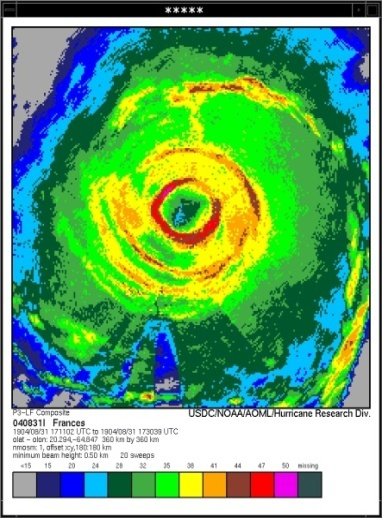 *****
P3-LF Composite USDC/NOAA/AOML/Hurricane Research Div.
040831I Frances
1904/08/31 171102 UTC to 1904/08/31 173039 UTC
olat - olon: 20.294,-64.847 360 km by 360 km
nmosm: 1, offset:xy,180:180 km
minimum beam height: 0.50 km 20 sweeps
<15 15 20 24 28 32 35 38 41 44 47 50 missing